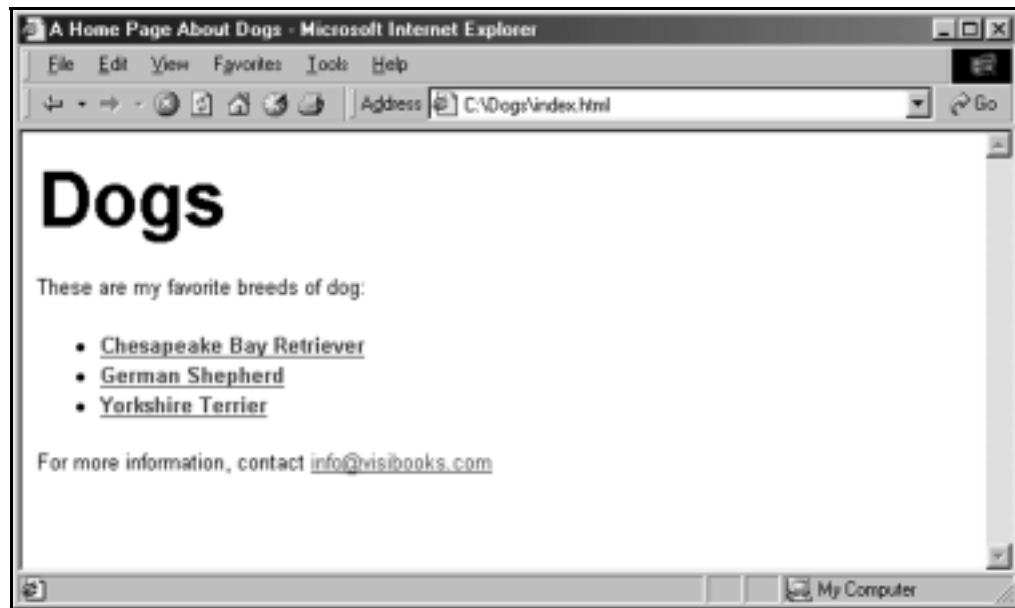 A Home Page About Dogs - Microsoft Internet Explorer
File Edit View Favorites Tools Help
Address C:\Dogs\index.html Go
Dogs
These are my favorite breeds of dog:
• Chesapeake Bay Retriever
• German Shepherd
• Yorkshire Terrier
For more information, contact info@visibooks.com
My Computer